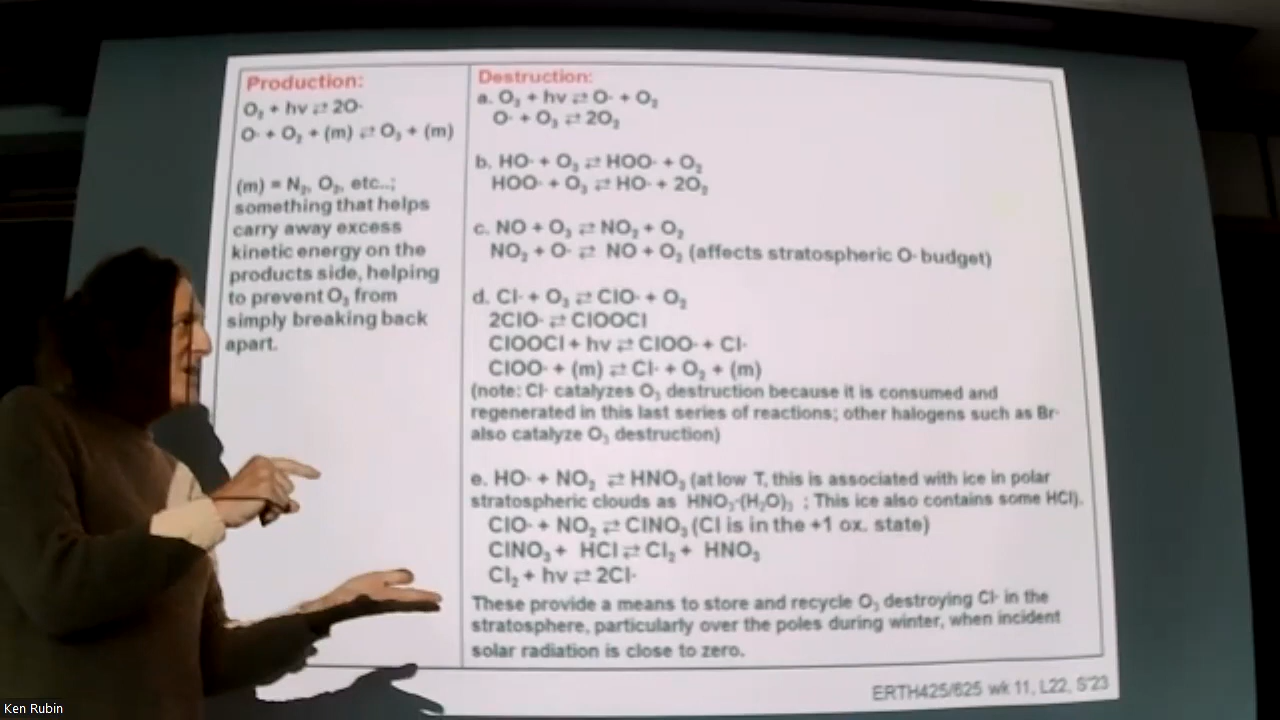 Production:
O₂ + hv ⇄ 2O·
O· + O₂ + (m) ⇄ O₃ + (m)
(m) = N₂, O₂, etc..;
something that helps
carry away excess
kinetic energy on the
products side, helping
to prevent O₃ from
simply breaking back
apart.
Destruction:
a. O₃ + hv ⇄ O· + O₂
O· + O₃ ⇄ 2O₂
b. HO· + O₃ ⇄ HOO· + O₂
HOO· + O₃ ⇄ HO· + 2O₂
c. NO + O₃ ⇄ NO₂ + O₂
NO₂ + O· ⇄ NO + O₂ (affects stratospheric O· budget)
d. Cl· + O₃ ⇄ ClO· + O₂
2ClO· ⇄ ClOOCl
ClOOCl + hv ⇄ ClOO· + Cl·
ClOO· + (m) ⇄ Cl· + O₂ + (m)
(note: Cl· catalyzes O₃ destruction because it is consumed and
regenerated in this last series of reactions; other halogens such as Br·
also catalyze O₃ destruction)
e. HO· + NO₂ ⇄ HNO₃ (at low T, this is associated with ice in polar
stratospheric clouds as HNO₃·(H₂O)₃ ; This ice also contains some HCl).
ClO· + NO₂ ⇄ ClNO₃ (Cl is in the +1 ox. state)
ClNO₃ + HCl ⇄ Cl₂ + HNO₃
Cl₂ + hv ⇄ 2Cl·
These provide a means to store and recycle O₃ destroying Cl· in the
stratosphere, particularly over the poles during winter, when incident
solar radiation is close to zero.
ERTH425/625 wk 11, L22, S'23
Ken Rubin